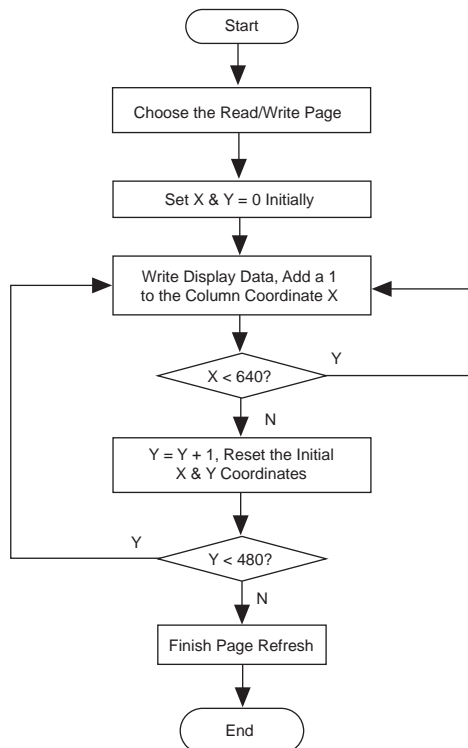 Start
Choose the Read/Write Page
Set X & Y = 0 Initially
Write Display Data, Add a 1
to the Column Coordinate X
Y
X < 640?
N
Y = Y + 1, Reset the Initial
X & Y Coordinates
Y
Y < 480?
N
Finish Page Refresh
End